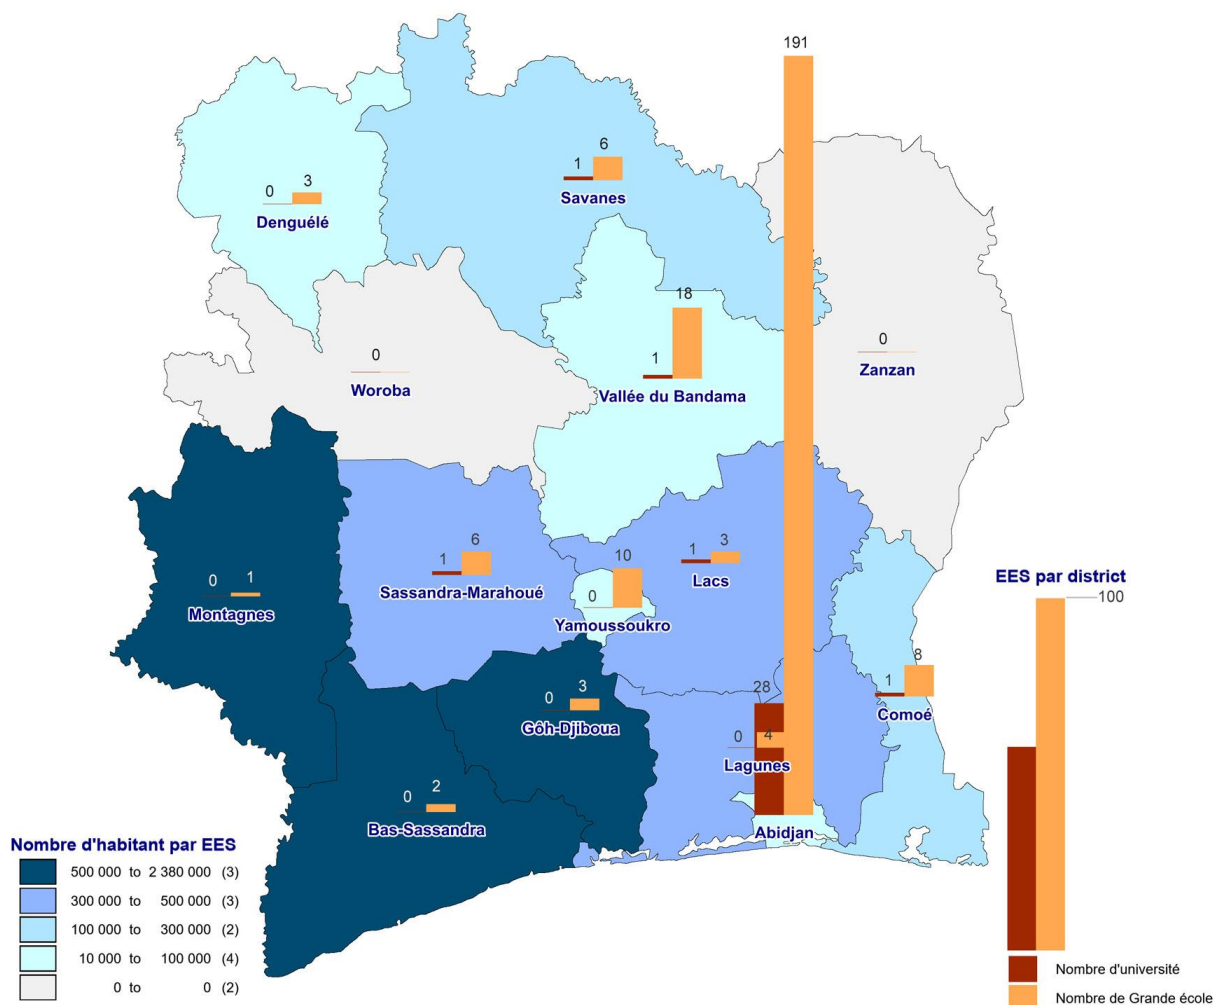 191
6
1
Savanes
3
0
Denguélé
18
1
Vallée du Bandama
0
Woroba
0
Zanzan
6
1
Sassandra-Marahoué
1
0
Montagnes
10
0
Yamoussoukro
3
1
Lacs
EES par district
100
8
1
Comoé
3
0
Gôh-Djiboua
28
0
4
Lagunes
2
0
Bas-Sassandra
Abidjan
Nombre d'habitant par EES
500 000 to 2 380 000 (3)
300 000 to 500 000 (3)
100 000 to 300 000 (2)
10 000 to 100 000 (4)
0 to 0 (2)
Nombre d'université
Nombre de Grande école